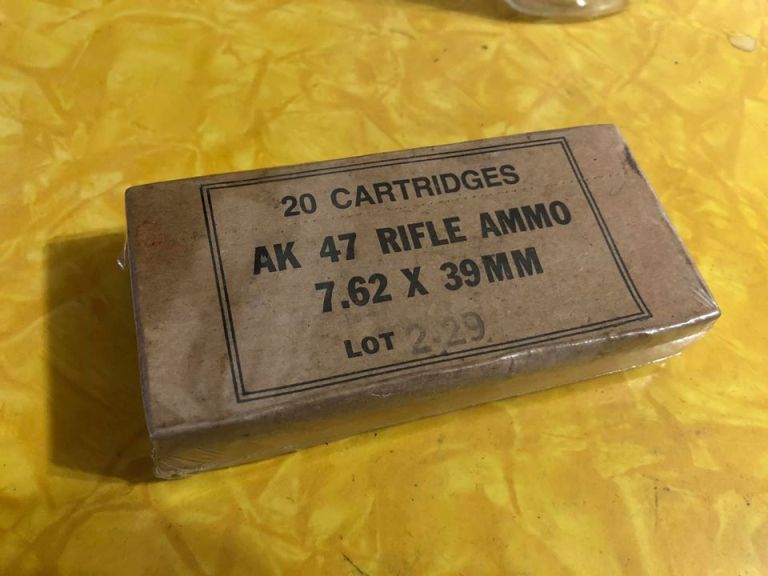 20 CARTRIDGES
AK 47 RIFLE AMMO
7.62 X 39MM
LOT 2-29